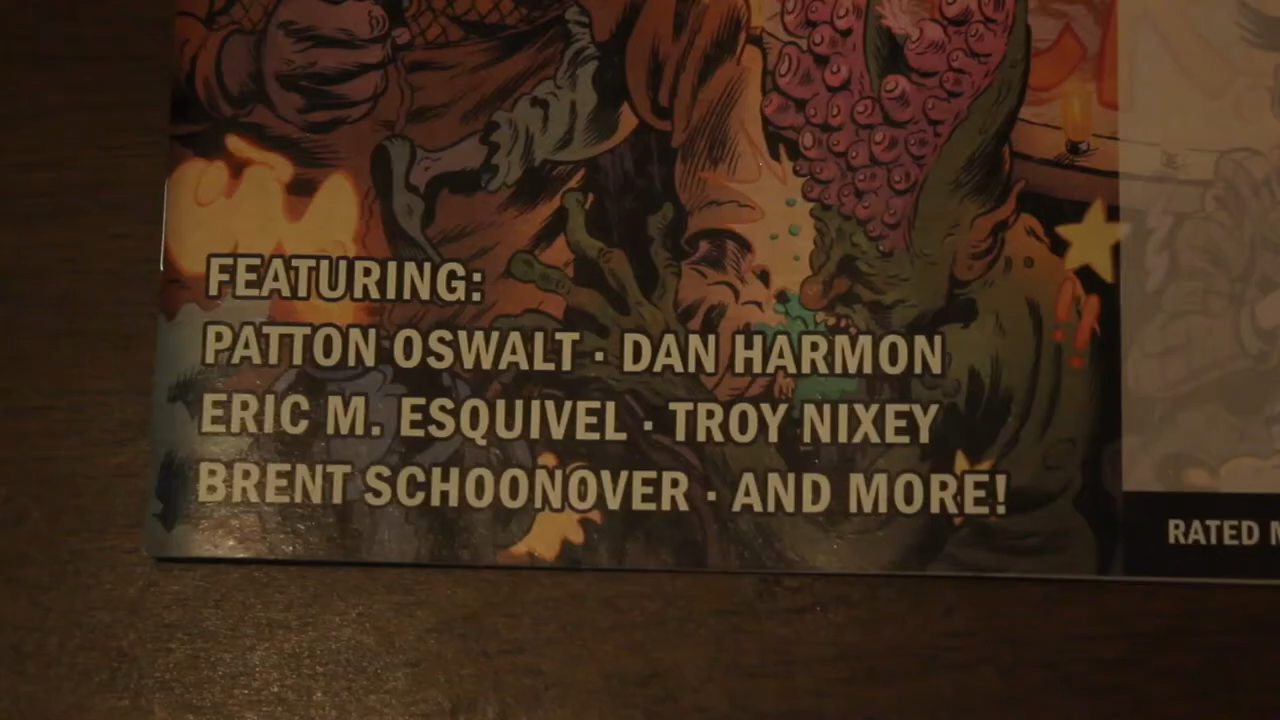 FEATURING:
PATTON OSWALT · DAN HARMON
ERIC M. ESQUIVEL · TROY NIXEY
BRENT SCHOONOVER · AND MORE!
RATED M